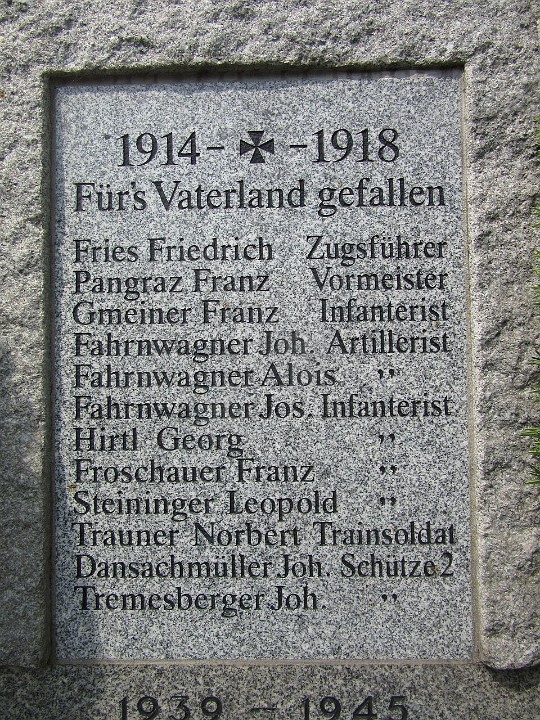 1914 - ✠ - 1918
Für's Vaterland gefallen
Fries Friedrich Zugsführer
Pangraz Franz Vormeister
Gmeiner Franz Infanterist
Fahrnwagner Joh. Artillerist
Fahrnwagner Alois "
Fahrnwagner Jos. Infanterist
Hirtl Georg "
Froschauer Franz "
Steininger Leopold "
Trauner Norbert Trainsoldat
Dansachmüller Joh. Schütze 2
Tremesberger Joh. "
1939 - 1945